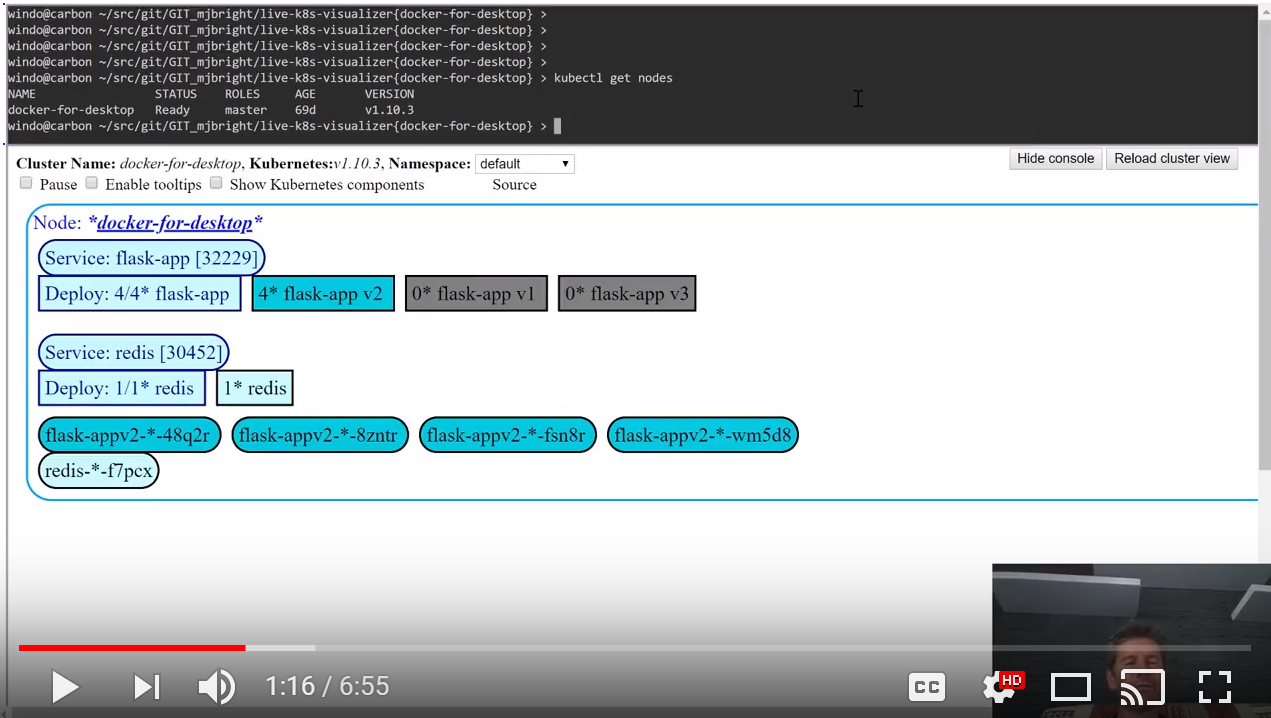 windo@carbon ~/src/git/GIT_mjbright/live-k8s-visualizer{docker-for-desktop} >
windo@carbon ~/src/git/GIT_mjbright/live-k8s-visualizer{docker-for-desktop} >
windo@carbon ~/src/git/GIT_mjbright/live-k8s-visualizer{docker-for-desktop} >
windo@carbon ~/src/git/GIT_mjbright/live-k8s-visualizer{docker-for-desktop} >
windo@carbon ~/src/git/GIT_mjbright/live-k8s-visualizer{docker-for-desktop} > kubectl get nodes
NAME STATUS ROLES AGE VERSION
docker-for-desktop Ready master 69d v1.10.3
windo@carbon ~/src/git/GIT_mjbright/live-k8s-visualizer{docker-for-desktop} >
Cluster Name: docker-for-desktop, Kubernetes:v1.10.3, Namespace: default Hide console Reload cluster view
Pause Enable tooltips Show Kubernetes components Source
Node: *docker-for-desktop*
Service: flask-app [32229]
Deploy: 4/4* flask-app 4* flask-app v2 0* flask-app v1 0* flask-app v3
Service: redis [30452]
Deploy: 1/1* redis 1* redis
flask-appv2-*-48q2r flask-appv2-*-8zntr flask-appv2-*-fsn8r flask-appv2-*-wm5d8
redis-*-f7pcx
1:16 / 6:55 CC HD